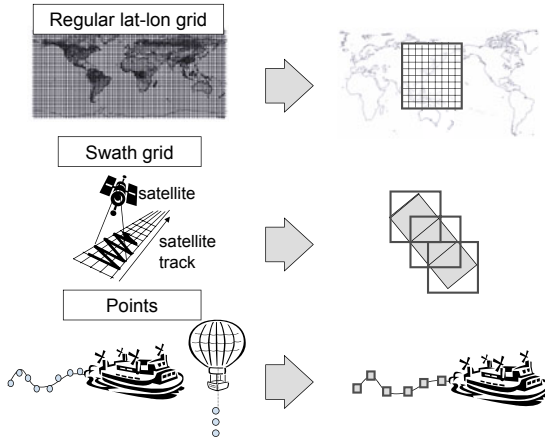 Regular lat-lon grid
Swath grid
satellite
satellite
track
Points